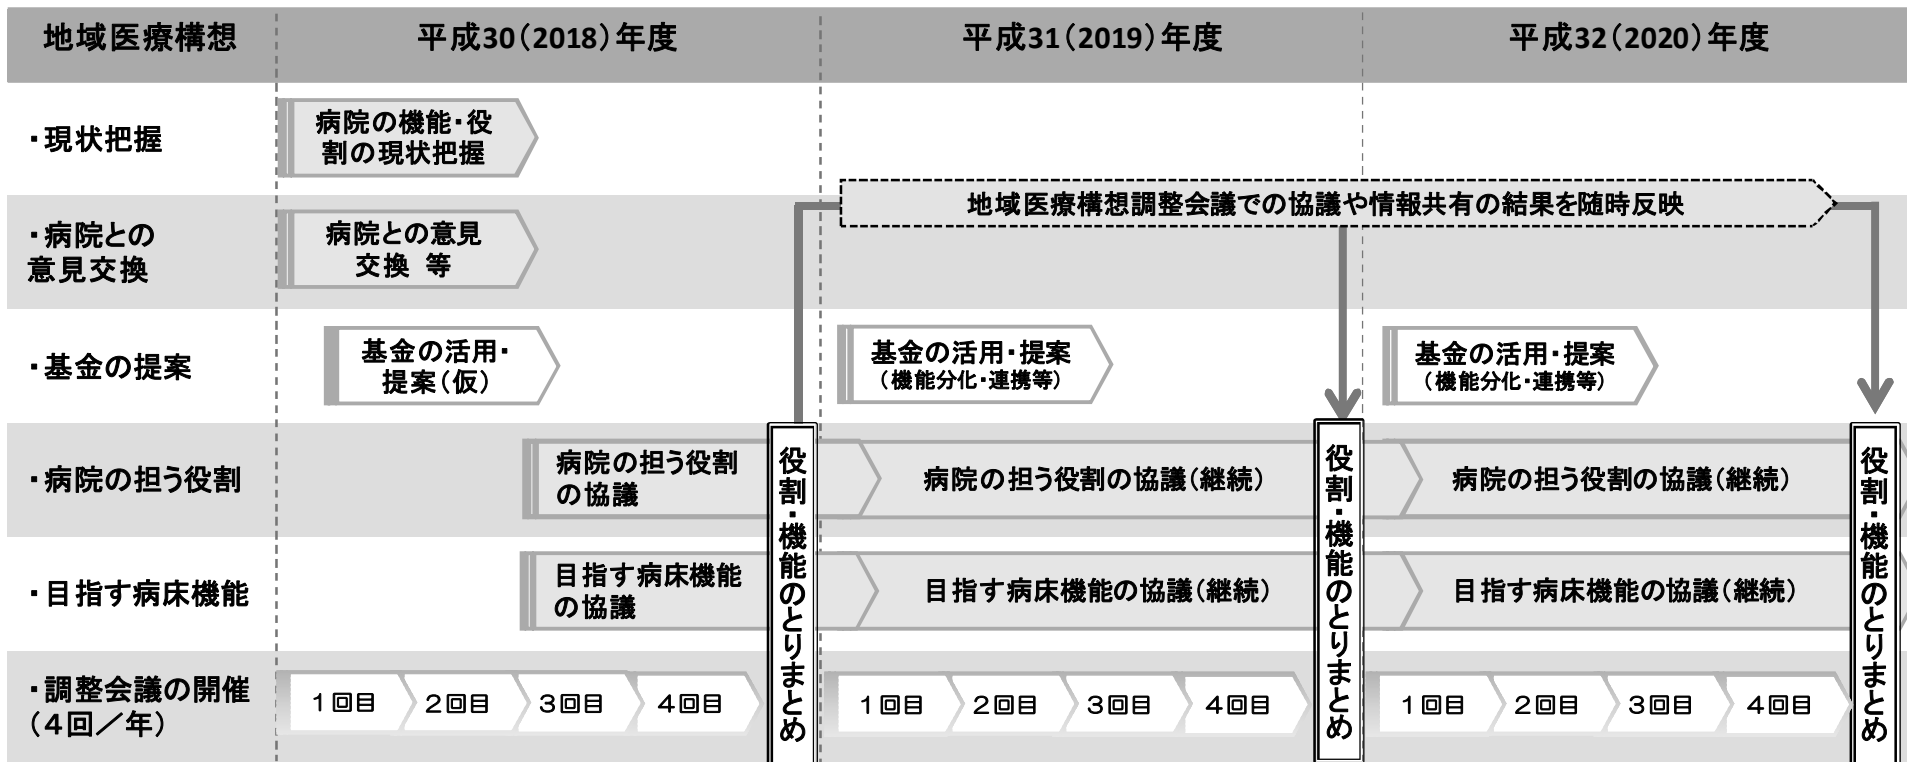 地域医療構想
平成30(2018)年度
平成31(2019)年度
平成32(2020)年度
・現状把握
病院の機能・役
割の現状把握
地域医療構想調整会議での協議や情報共有の結果を随時反映
・病院との
意見交換
病院との意見
交換 等
・基金の提案
基金の活用・
提案(仮)
基金の活用・提案
(機能分化・連携等)
基金の活用・提案
(機能分化・連携等)
・病院の担う役割
病院の担う役割
の協議
病院の担う役割の協議(継続)
病院の担う役割の協議(継続)
・目指す病床機能
目指す病床機能
の協議
目指す病床機能の協議(継続)
目指す病床機能の協議(継続)
役割・機能のとりまとめ
役割・機能のとりまとめ
役割・機能のとりまとめ
・調整会議の開催
(4回/年)
1回目
2回目
3回目
4回目
1回目
2回目
3回目
4回目
1回目
2回目
3回目
4回目